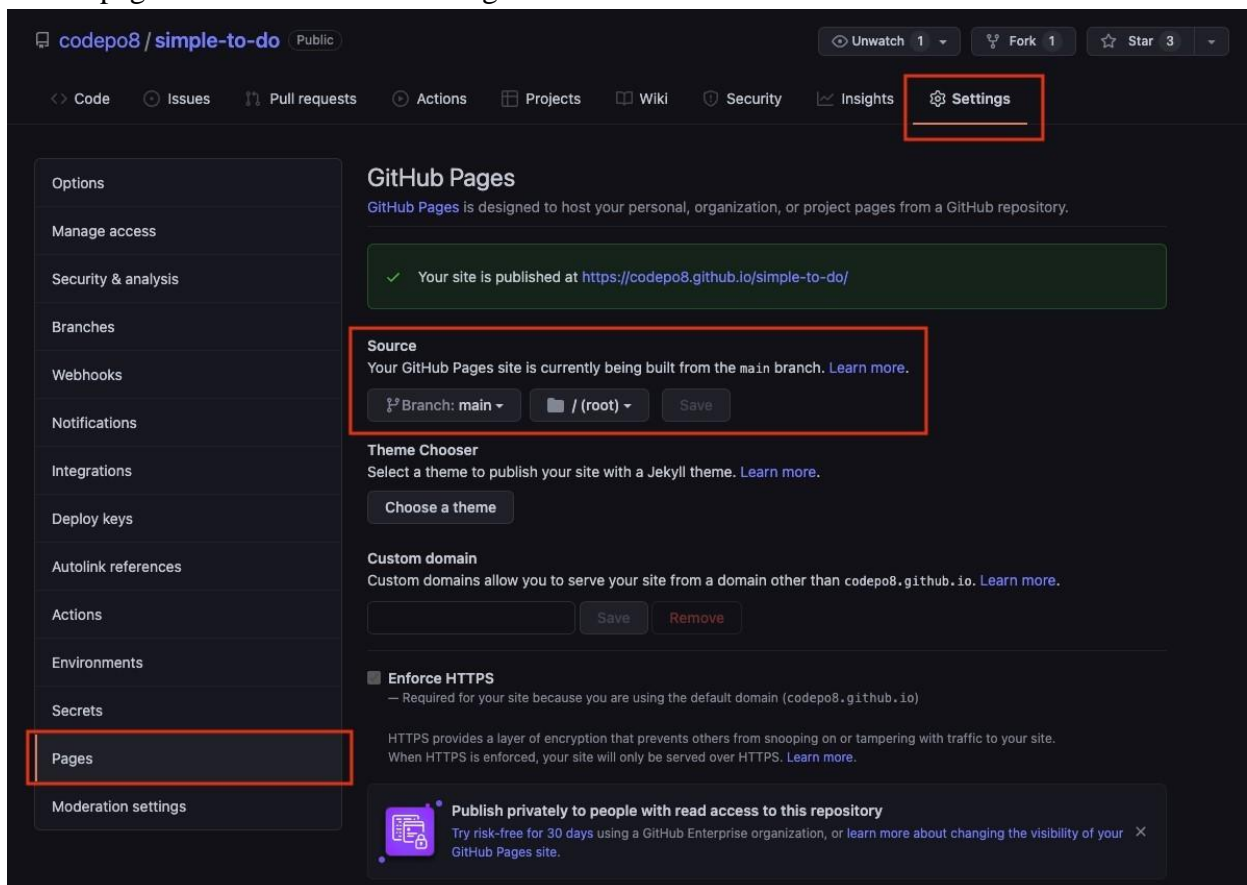 codepo8 / simple-to-do Public
Unwatch 1 Fork 1 Star 3
Code Issues Pull requests Actions Projects Wiki Security Insights Settings
Options
Manage access
Security & analysis
Branches
Webhooks
Notifications
Integrations
Deploy keys
Autolink references
Actions
Environments
Secrets
Pages
Moderation settings
GitHub Pages
GitHub Pages is designed to host your personal, organization, or project pages from a GitHub repository.
Your site is published at https://codepo8.github.io/simple-to-do/
Source
Your GitHub Pages site is currently being built from the main branch. Learn more.
Branch: main / (root) Save
Theme Chooser
Select a theme to publish your site with a Jekyll theme. Learn more.
Choose a theme
Custom domain
Custom domains allow you to serve your site from a domain other than codepo8.github.io. Learn more.
Save Remove
Enforce HTTPS
— Required for your site because you are using the default domain (codepo8.github.io)
HTTPS provides a layer of encryption that prevents others from snooping on or tampering with traffic to your site.
When HTTPS is enforced, your site will only be served over HTTPS. Learn more.
Publish privately to people with read access to this repository
Try risk-free for 30 days using a GitHub Enterprise organization, or learn more about changing the visibility of your
GitHub Pages site.